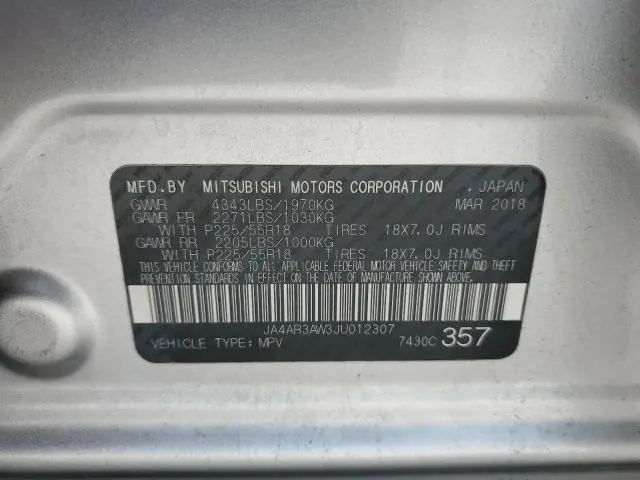 MFD.BY MITSUBISHI MOTORS CORPORATION , JAPAN
GVWR 4343LBS/1970KG MAR 2018
GAWR FR 2271LBS/1030KG
WITH P225/55R18 TIRES 18X7.0J RIMS
GAWR RR 2205LBS/1000KG
WITH P225/55R18 TIRES 18X7.0J RIMS
THIS VEHICLE CONFORMS TO ALL APPLICABLE FEDERAL MOTOR VEHICLE SAFETY AND THEFT
PREVENTION STANDARDS IN EFFECT ON THE DATE OF MANUFACTURE SHOWN ABOVE.
JA4AR3AW3JU012307
VEHICLE TYPE: MPV 7430C 357